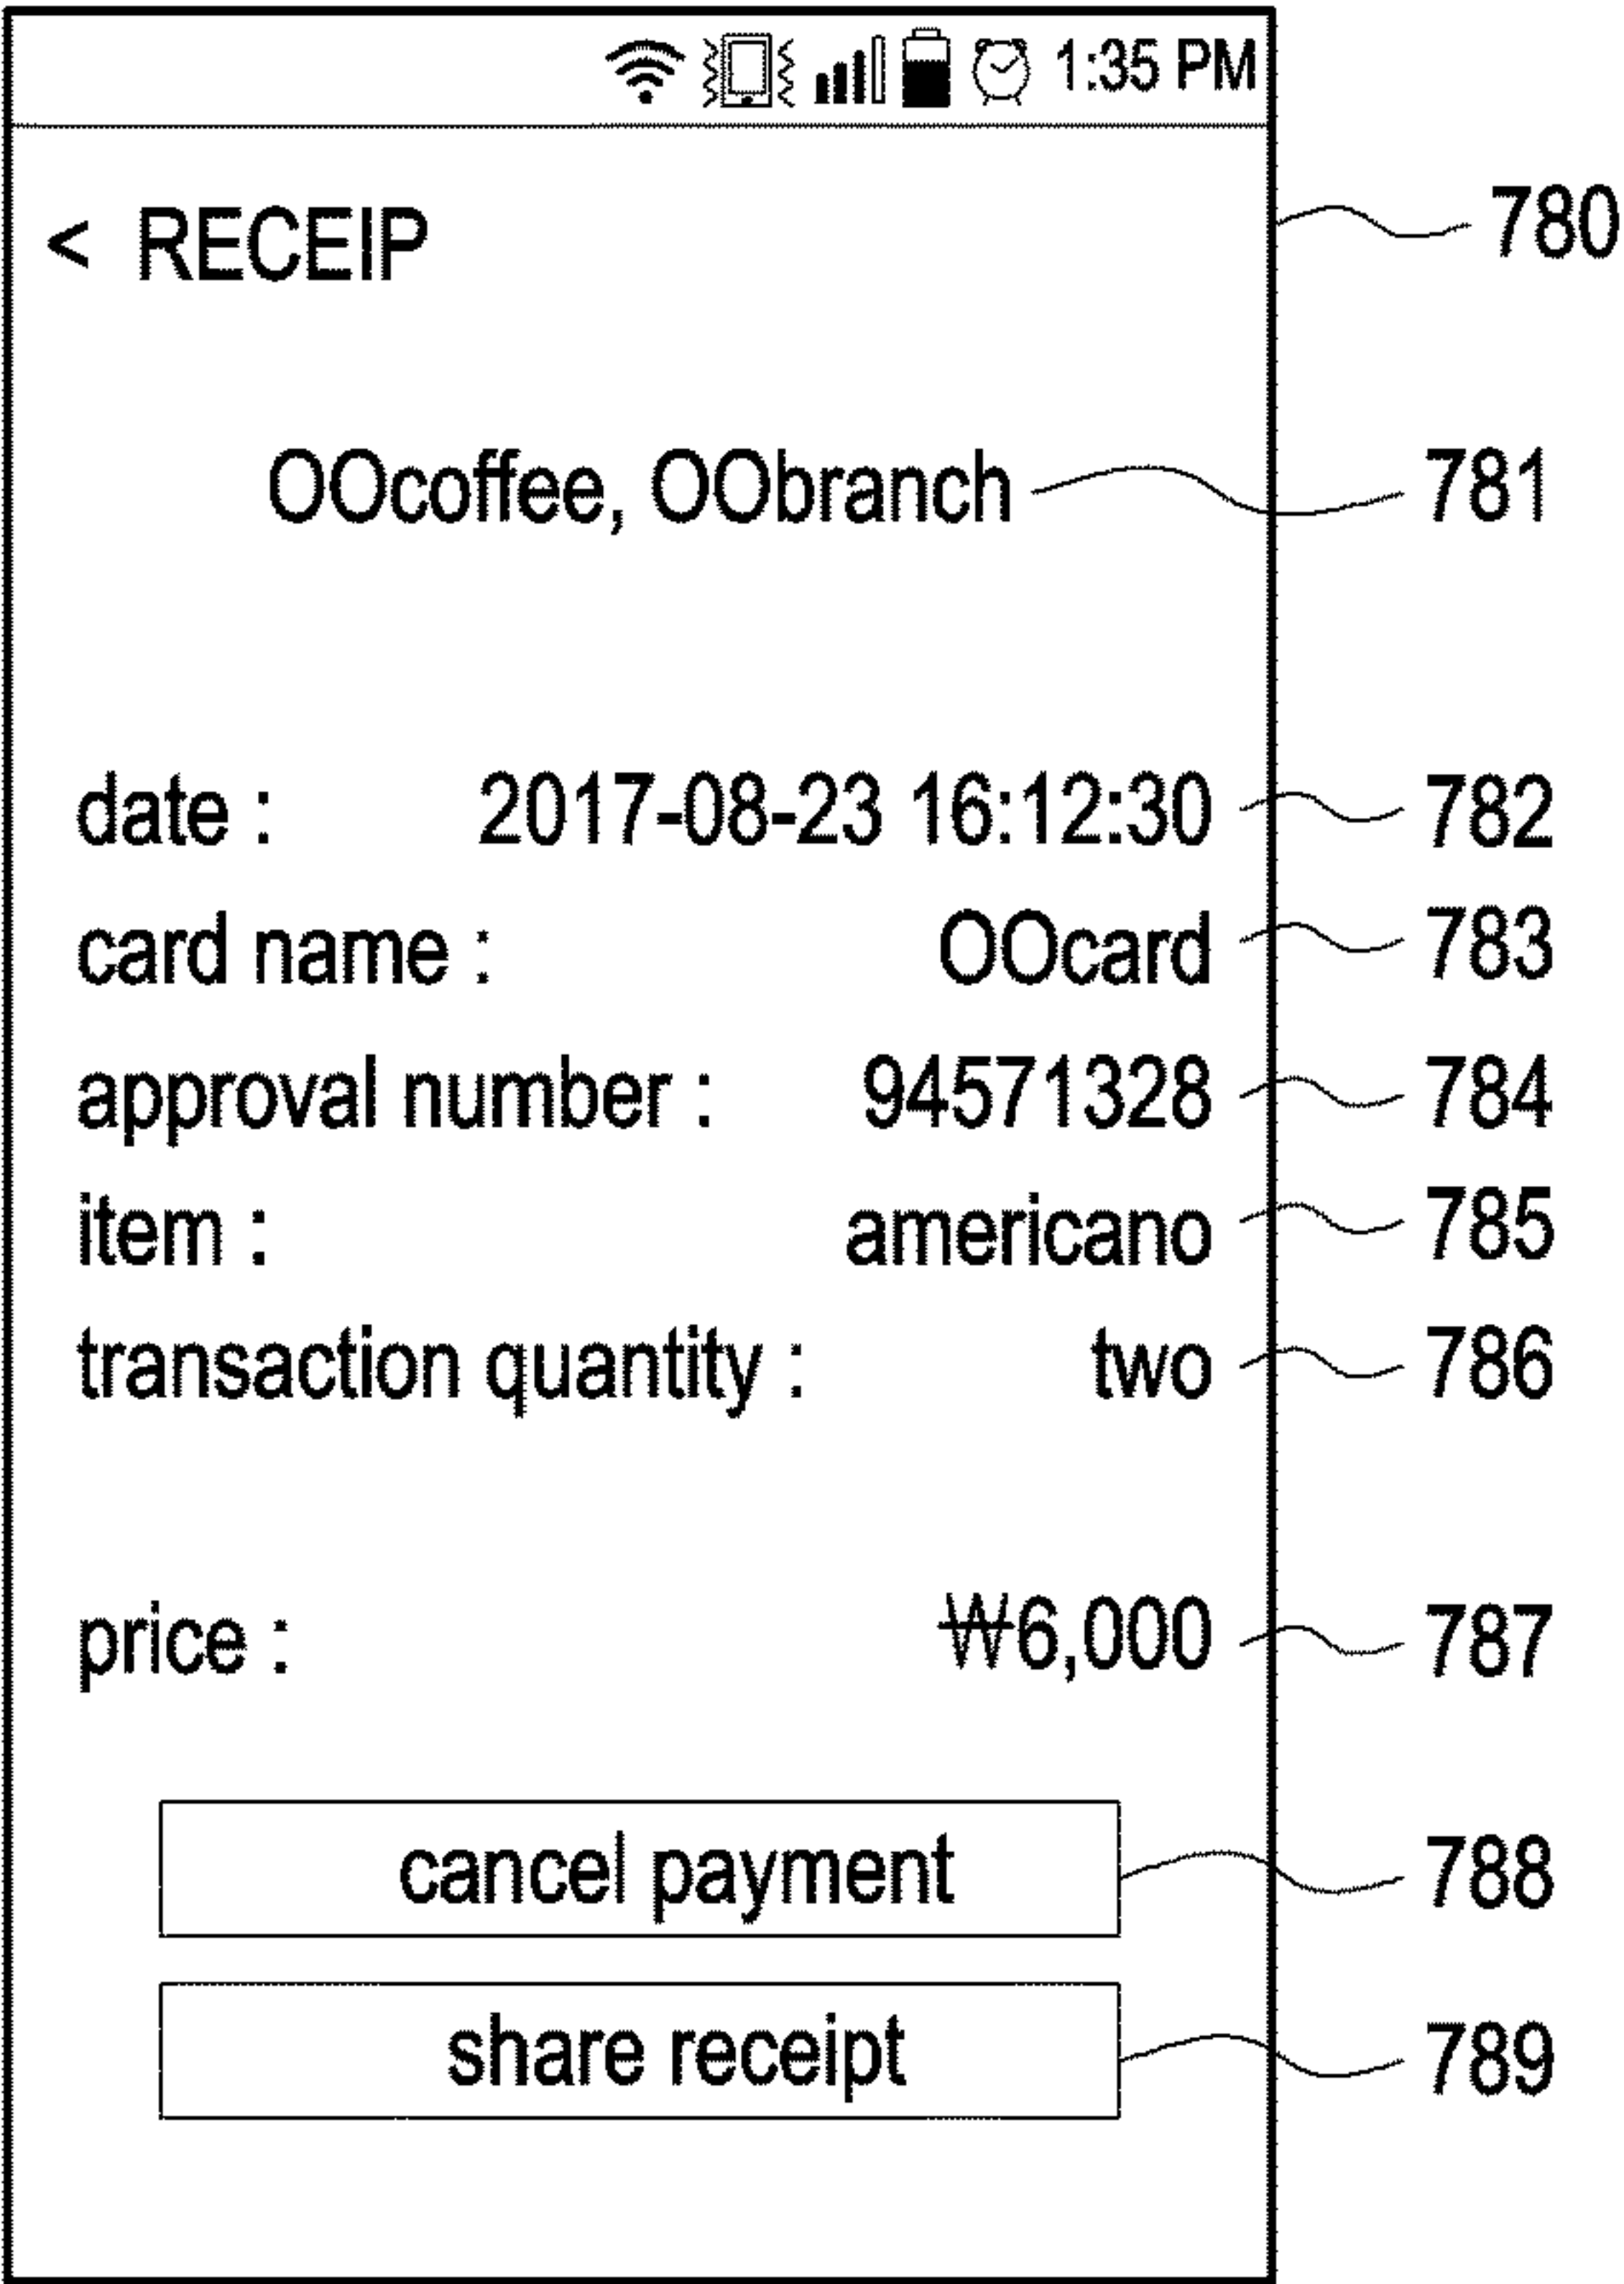 1:35 PM
< RECEIP 780
OOcoffee, OObranch 781
date : 2017-08-23 16:12:30 782
card name : OOcard 783
approval number : 94571328 784
item : americano 785
transaction quantity : two 786
price : ₩6,000 787
cancel payment 788
share receipt 789